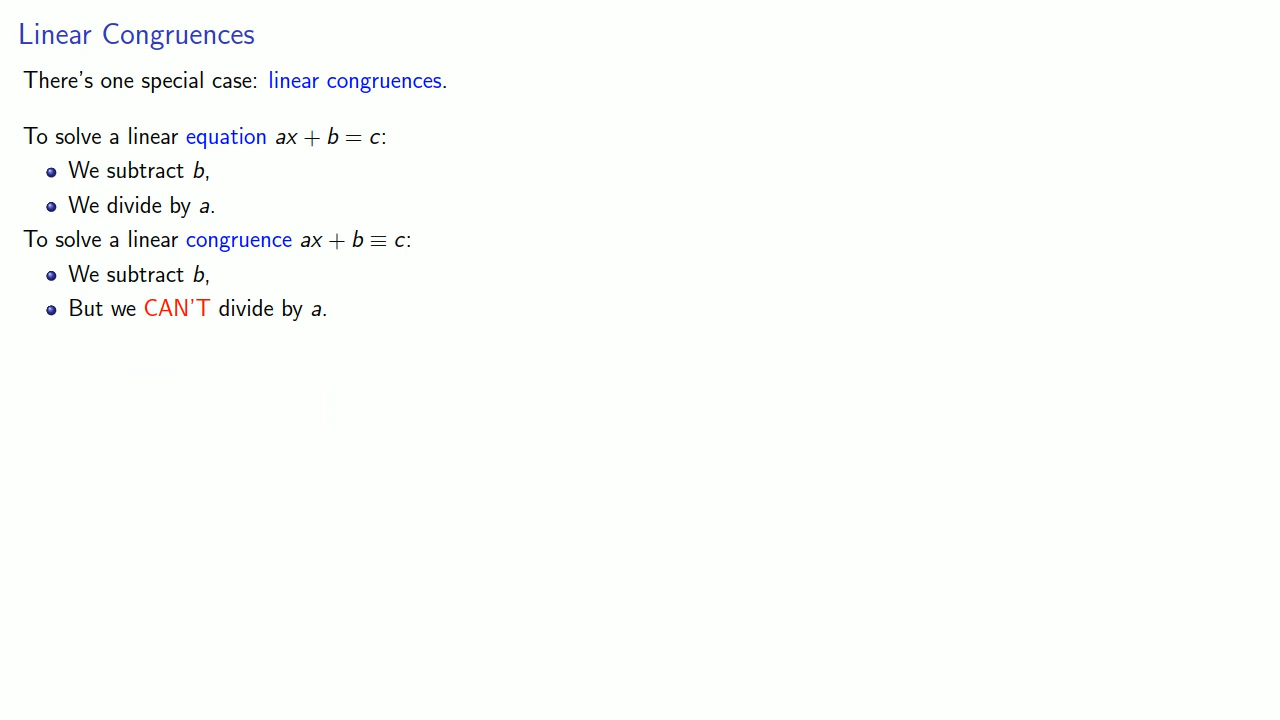 Linear Congruences
There's one special case: linear congruences.
To solve a linear equation ax + b = c:
We subtract b,
We divide by a.
To solve a linear congruence ax + b ≡ c:
We subtract b,
But we CAN'T divide by a.